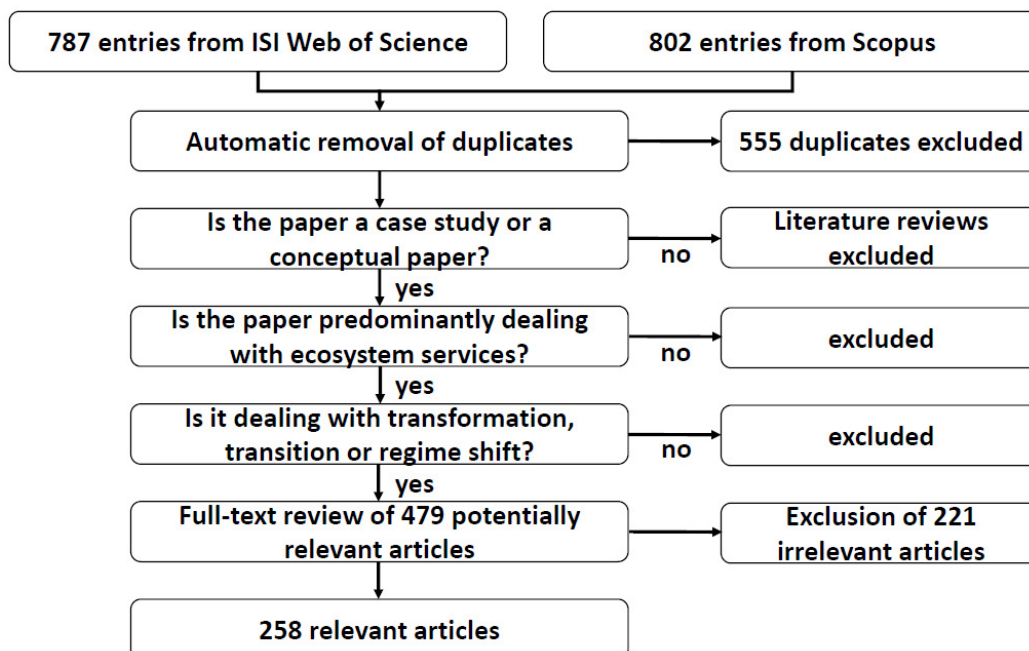 787 entries from ISI Web of Science
802 entries from Scopus
Automatic removal of duplicates
555 duplicates excluded
Is the paper a case study or a
conceptual paper?
no
Literature reviews
excluded
yes
Is the paper predominantly dealing
with ecosystem services?
no
excluded
yes
Is it dealing with transformation,
transition or regime shift?
no
excluded
yes
Full-text review of 479 potentially
relevant articles
Exclusion of 221
irrelevant articles
258 relevant articles